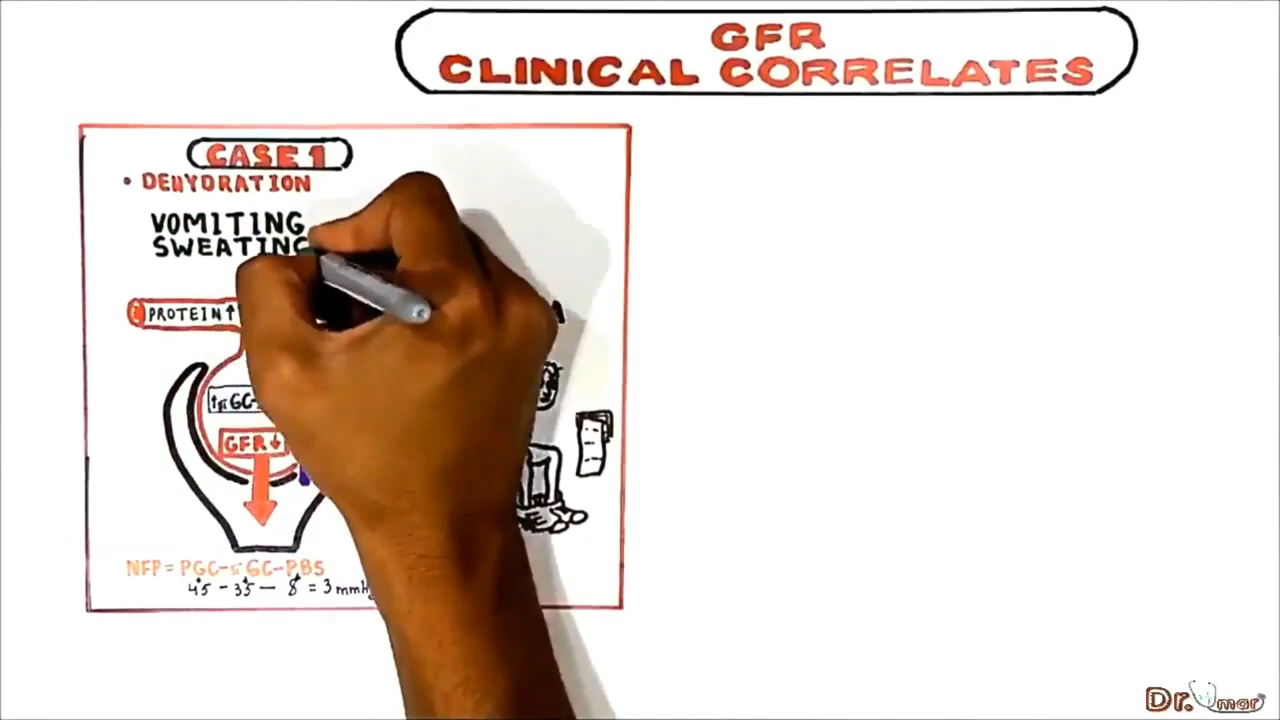 GFR
CLINICAL CORRELATES
CASE 1
• DEHYDRATION
VOMITING
SWEATING
PROTEIN↑
↑πGC
GFR↓
NFP = PGC-πGC-PBS
45 - 35 - 8 = 3 mmHg
Dr. Umar